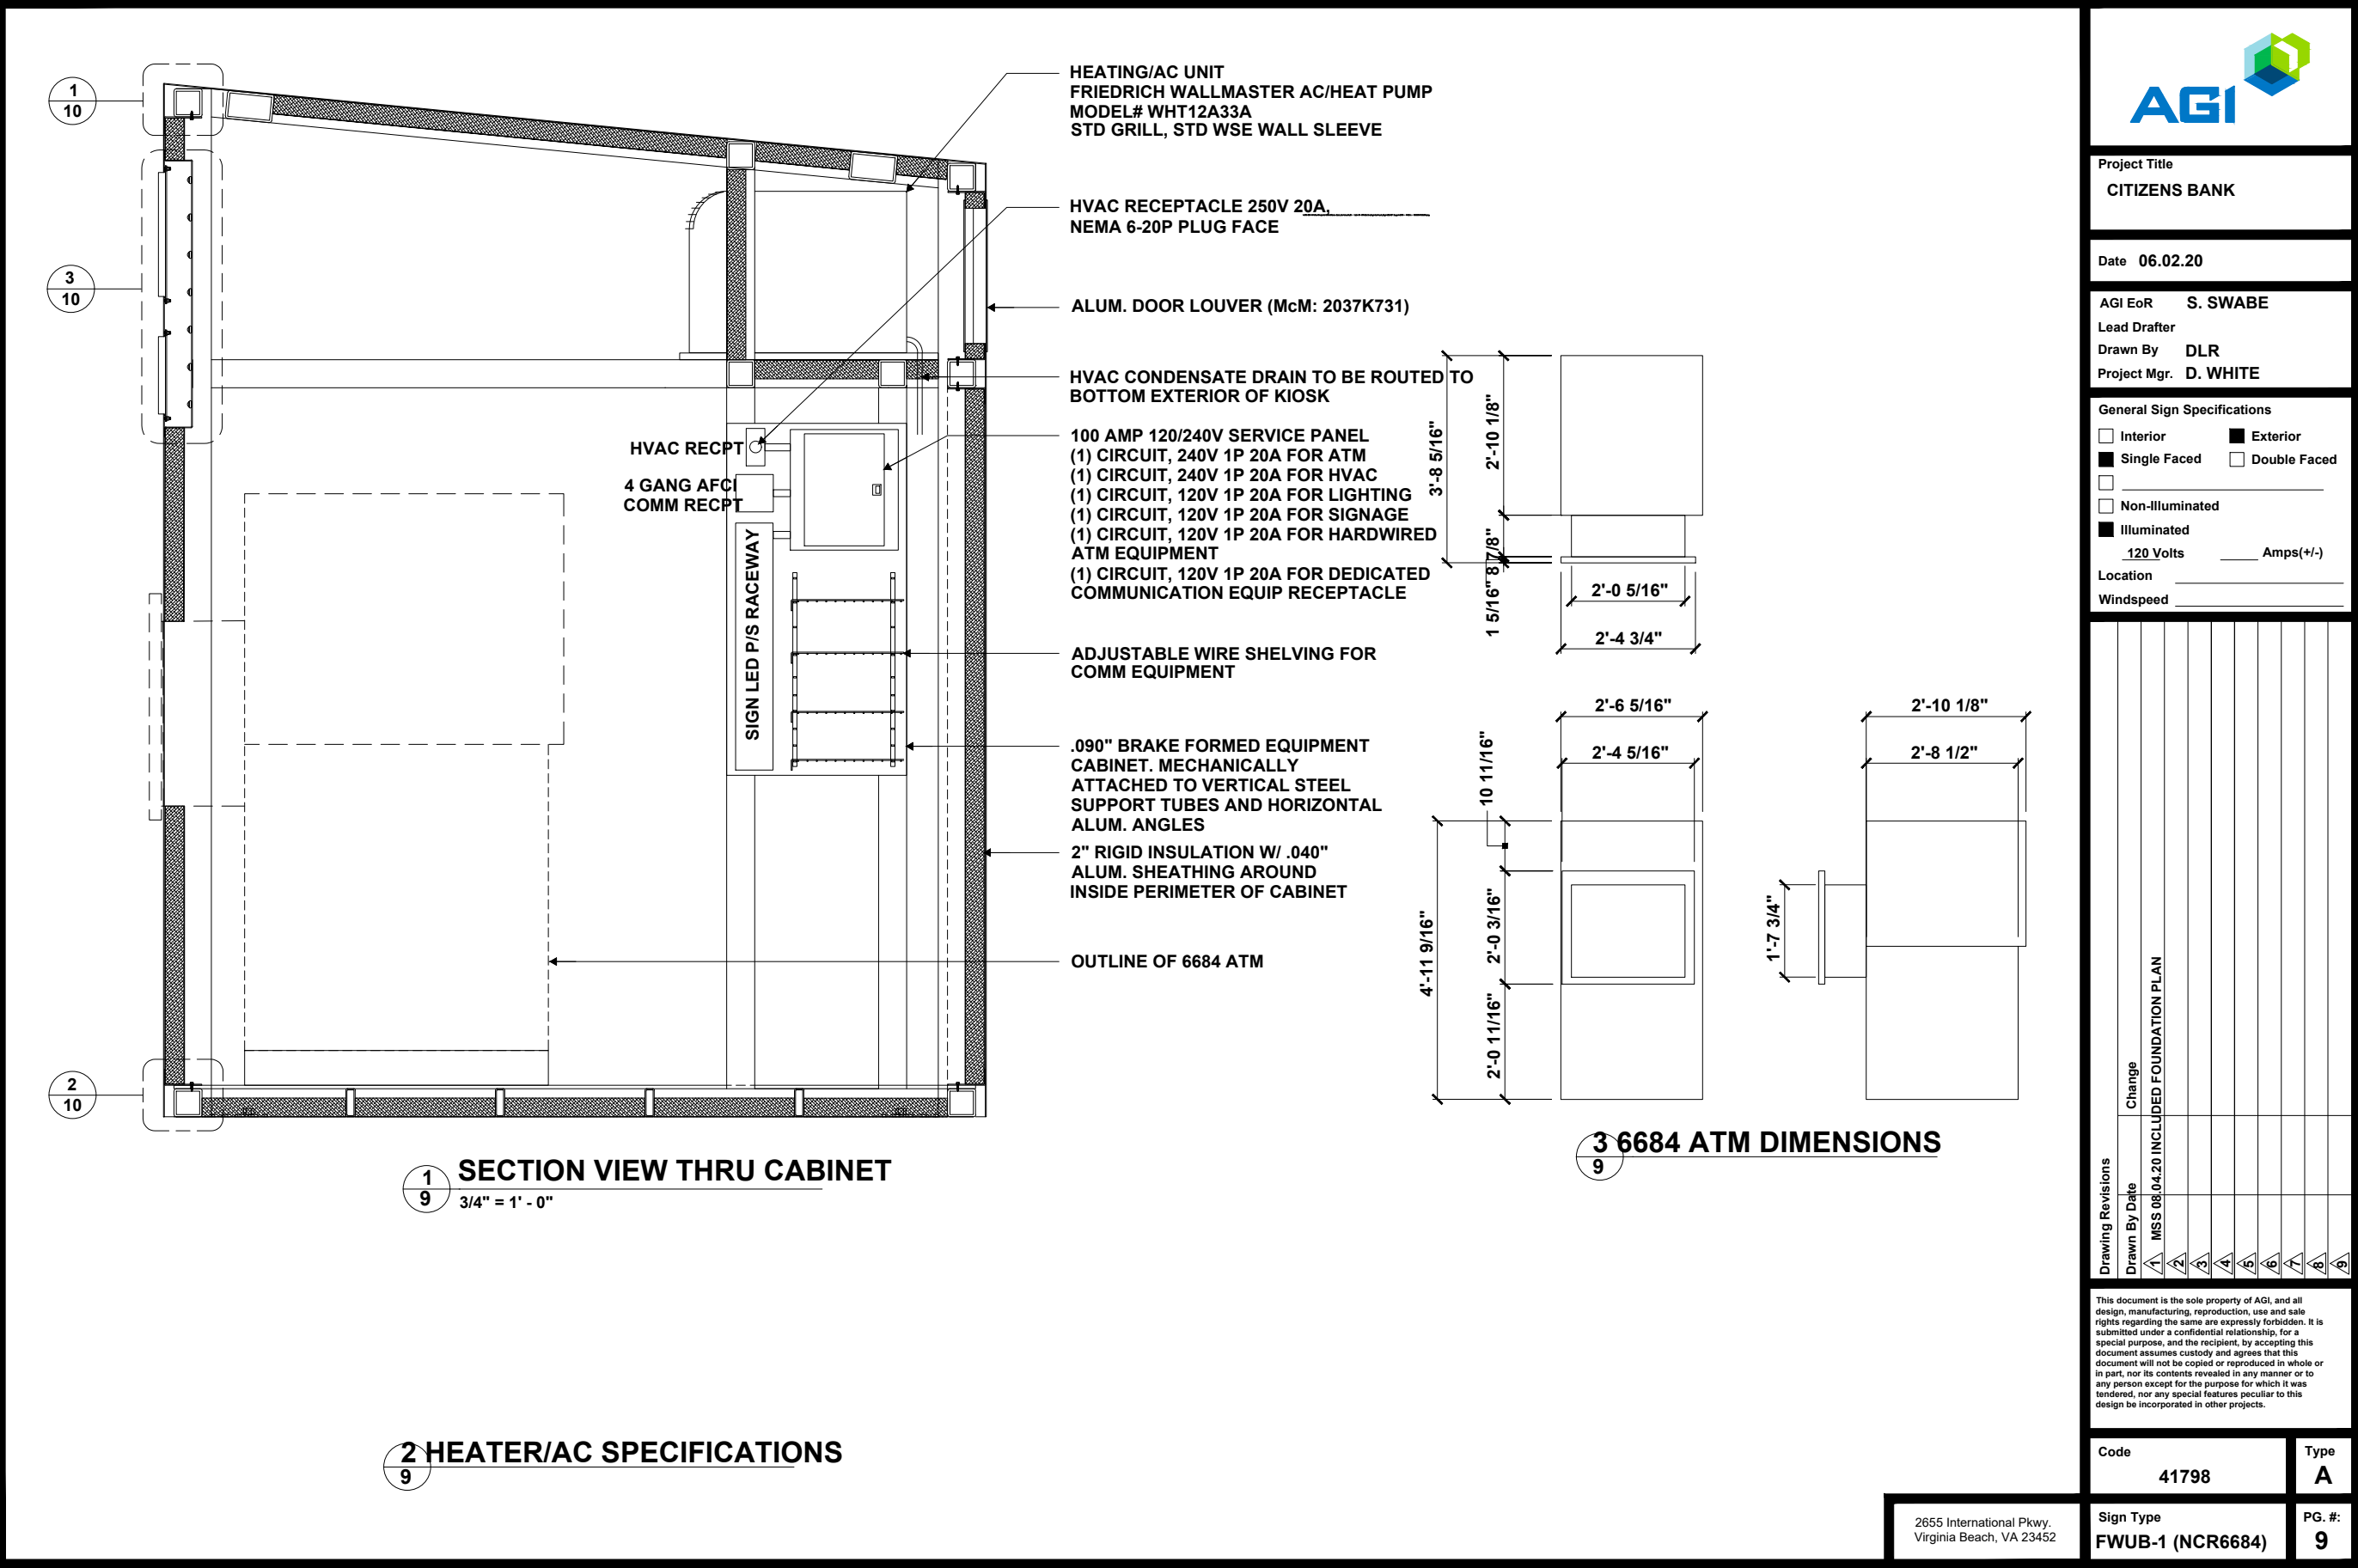 1
10
3
10
2
10
HEATING/AC UNIT
FRIEDRICH WALLMASTER AC/HEAT PUMP
MODEL# WHT12A33A
STD GRILL, STD WSE WALL SLEEVE
HVAC RECEPTACLE 250V 20A,
NEMA 6-20P PLUG FACE
ALUM. DOOR LOUVER (McM: 2037K731)
HVAC CONDENSATE DRAIN TO BE ROUTED TO
BOTTOM EXTERIOR OF KIOSK
100 AMP 120/240V SERVICE PANEL
(1) CIRCUIT, 240V 1P 20A FOR ATM
(1) CIRCUIT, 240V 1P 20A FOR HVAC
(1) CIRCUIT, 120V 1P 20A FOR LIGHTING
(1) CIRCUIT, 120V 1P 20A FOR SIGNAGE
(1) CIRCUIT, 120V 1P 20A FOR HARDWIRED
ATM EQUIPMENT
(1) CIRCUIT, 120V 1P 20A FOR DEDICATED
COMMUNICATION EQUIP RECEPTACLE
ADJUSTABLE WIRE SHELVING FOR
COMM EQUIPMENT
.090" BRAKE FORMED EQUIPMENT
CABINET. MECHANICALLY
ATTACHED TO VERTICAL STEEL
SUPPORT TUBES AND HORIZONTAL
ALUM. ANGLES
2" RIGID INSULATION W/ .040"
ALUM. SHEATHING AROUND
INSIDE PERIMETER OF CABINET
OUTLINE OF 6684 ATM
HVAC RECPT
4 GANG AFCI
COMM RECPT
SIGN LED P/S RACEWAY
1
9
SECTION VIEW THRU CABINET
3/4" = 1' - 0"
2
9
HEATER/AC SPECIFICATIONS
3'-8 5/16"
2'-10 1/8"
8 7/8"
1 5/16"
2'-0 5/16"
2'-4 3/4"
2'-6 5/16"
2'-4 5/16"
10 11/16"
4'-11 9/16"
2'-0 3/16"
2'-0 11/16"
2'-10 1/8"
2'-8 1/2"
1'-7 3/4"
3
9
6684 ATM DIMENSIONS
AGI
Project Title
CITIZENS BANK
Date 06.02.20
AGI EoR S. SWABE
Lead Drafter
Drawn By DLR
Project Mgr. D. WHITE
General Sign Specifications
Interior Exterior
Single Faced Double Faced
Non-Illuminated
Illuminated
120 Volts Amps(+/-)
Location
Windspeed
Drawing Revisions
Drawn By Date Change
1 MSS 08.04.20 INCLUDED FOUNDATION PLAN
2
3
4
5
6
7
8
9
This document is the sole property of AGI, and all
design, manufacturing, reproduction, use and sale
rights regarding the same are expressly forbidden. It is
submitted under a confidential relationship, for a
special purpose, and the recipient, by accepting this
document assumes custody and agrees that this
document will not be copied or reproduced in whole or
in part, nor its contents revealed in any manner or to
any person except for the purpose for which it was
tendered, nor any special features peculiar to this
design be incorporated in other projects.
Code
41798
Type
A
2655 International Pkwy.
Virginia Beach, VA 23452
Sign Type
FWUB-1 (NCR6684)
PG. #:
9